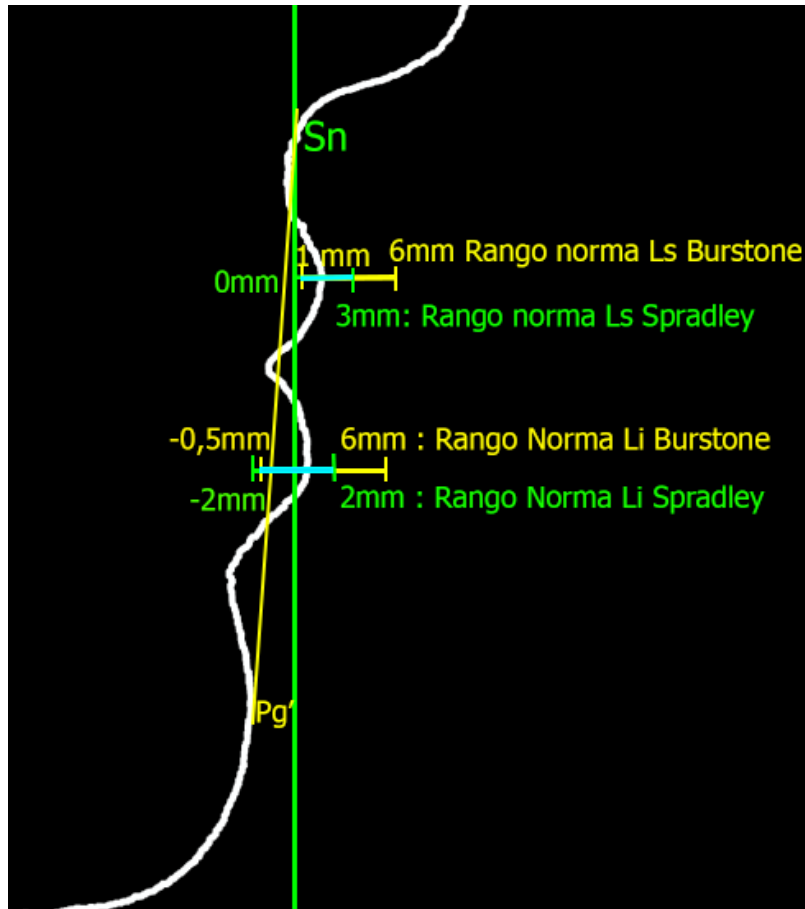 Sn
1 mm
6mm Rango norma Ls Burstone
0mm
3mm: Rango norma Ls Spradley
-0,5mm
6mm : Rango Norma Li Burstone
-2mm
2mm : Rango Norma Li Spradley
Pg'